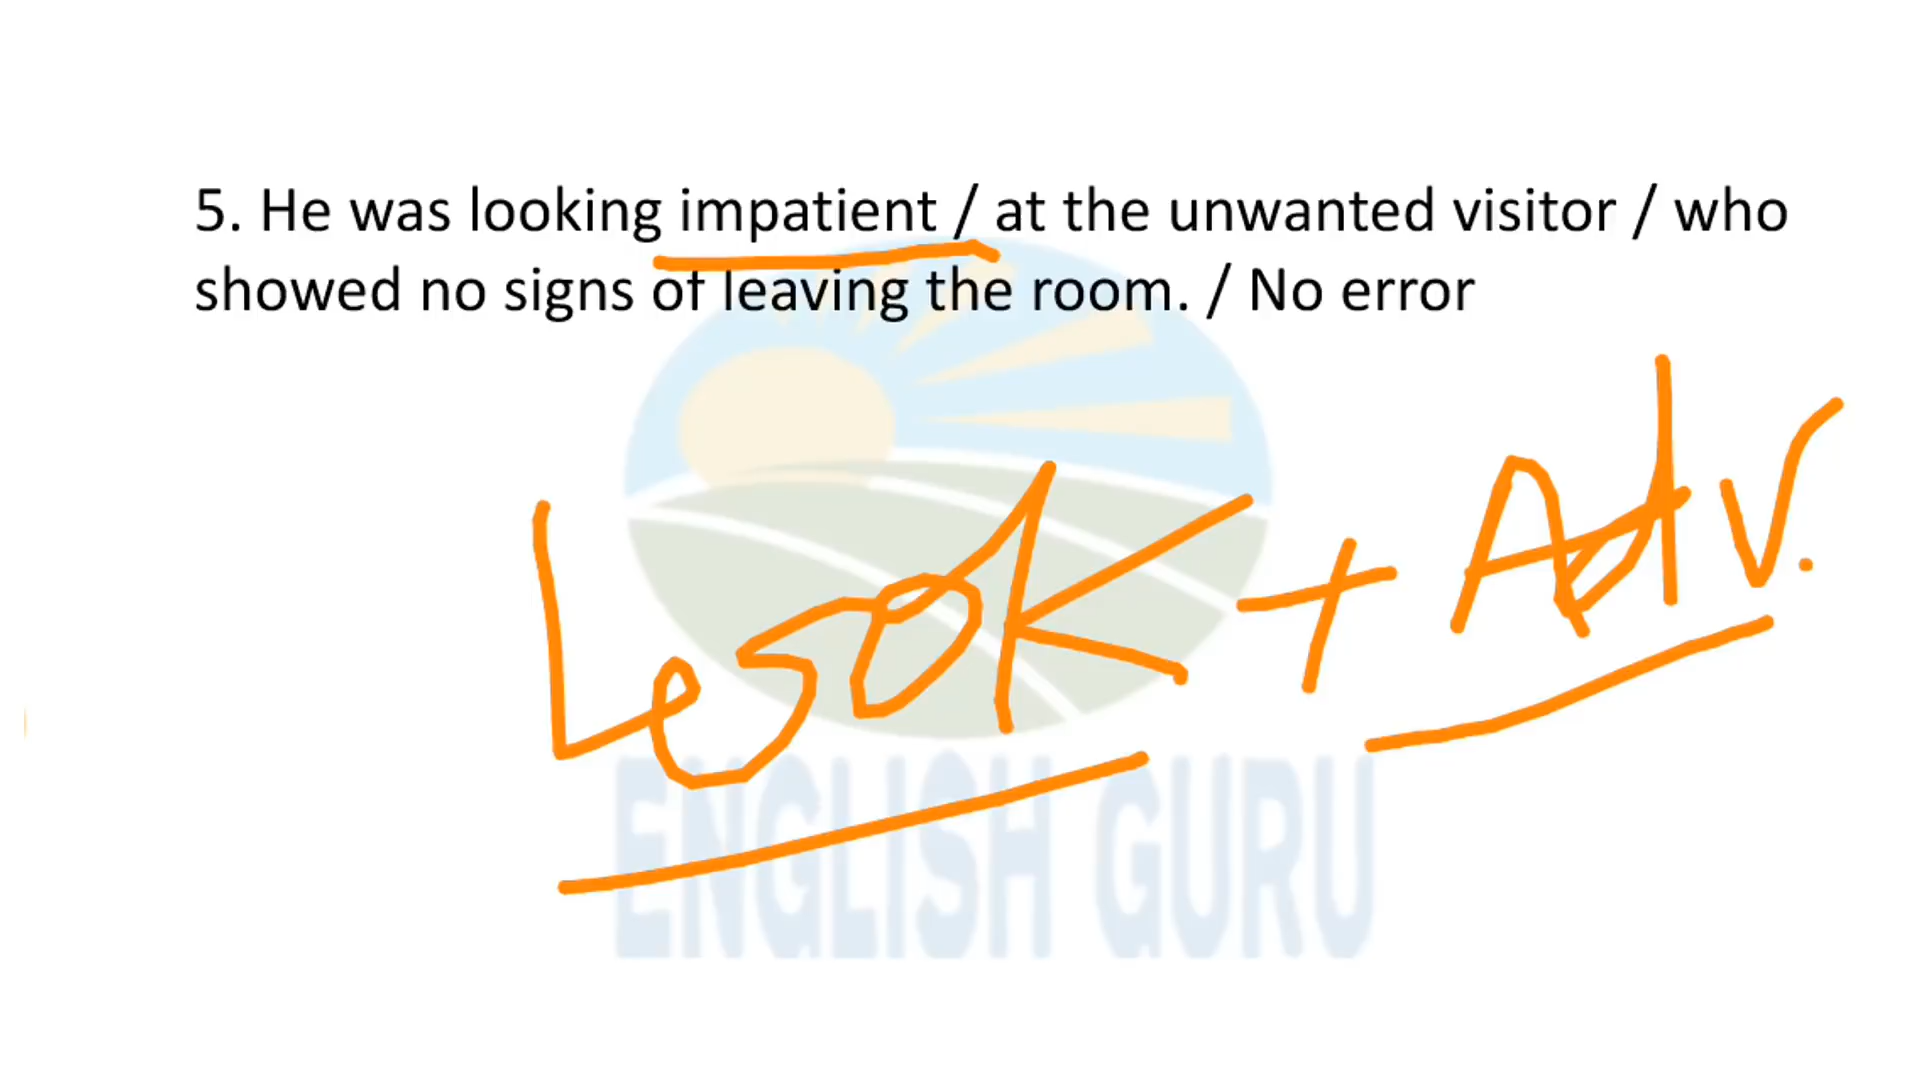 5. He was looking impatient / at the unwanted visitor / who
showed no signs of leaving the room. / No error
Look + Adv.
ENGLISH GURU